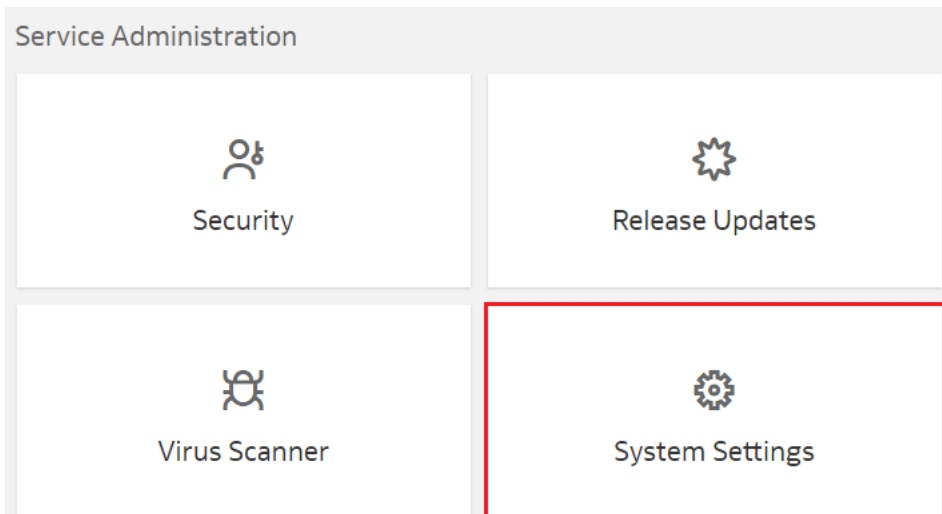 Service Administration
Security
Release Updates
Virus Scanner
System Settings